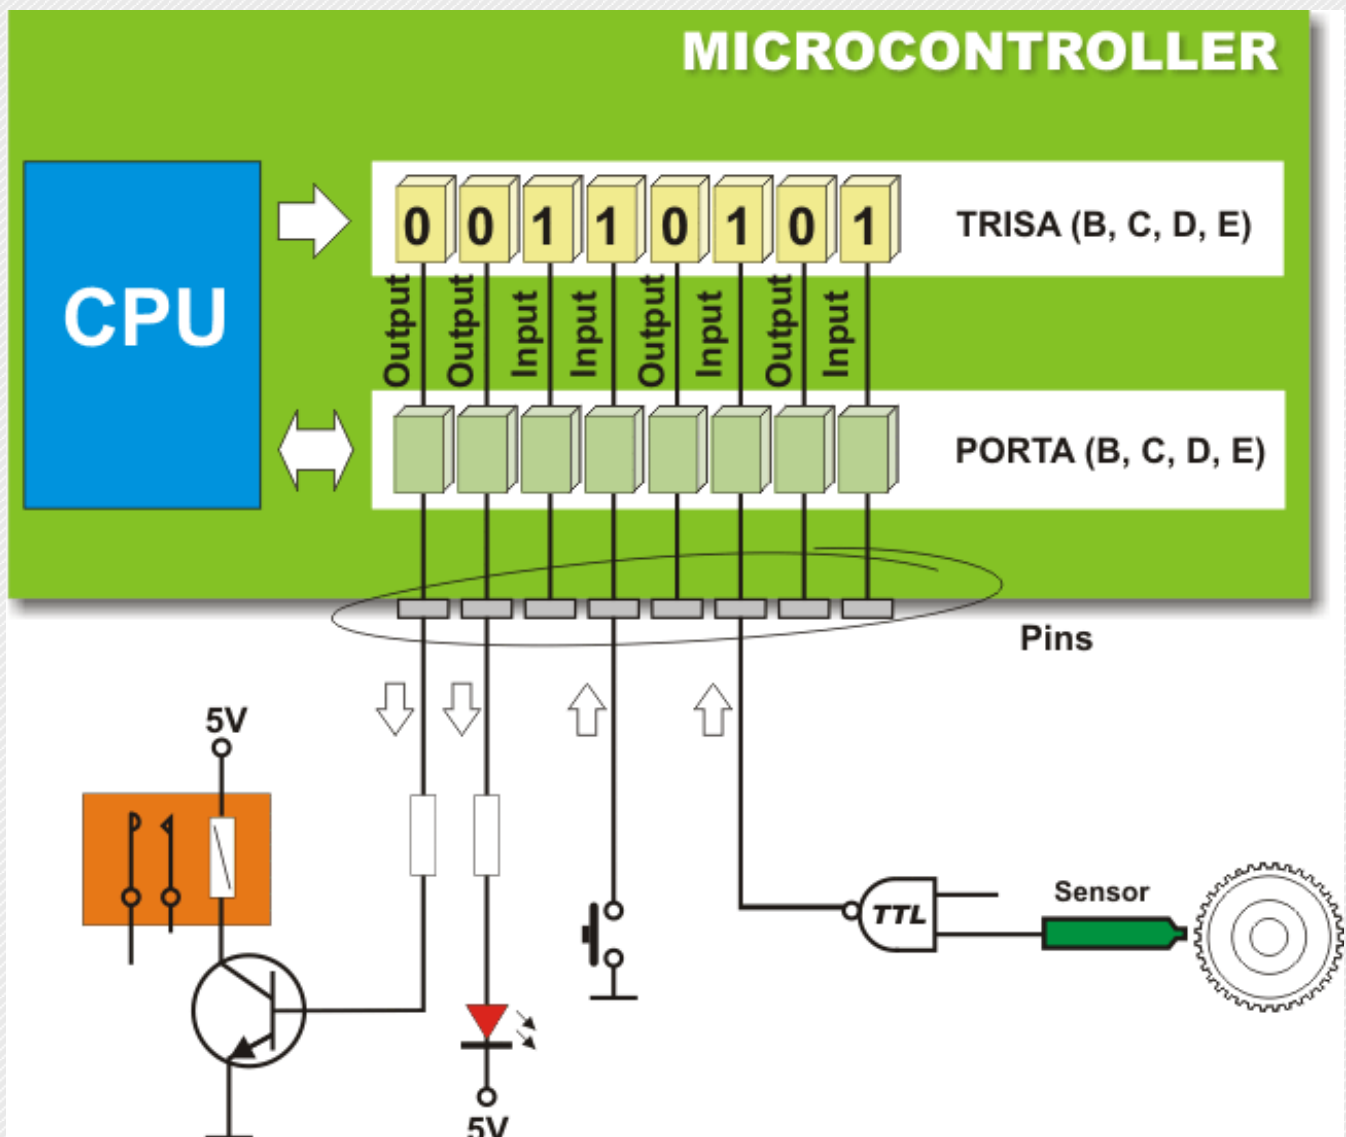 MICROCONTROLLER
CPU
0 0 1 1 0 1 0 1
TRISA (B, C, D, E)
Output
Output
Input
Input
Output
Input
Output
Input
PORTA (B, C, D, E)
Pins
5V
Sensor
TTL
5V